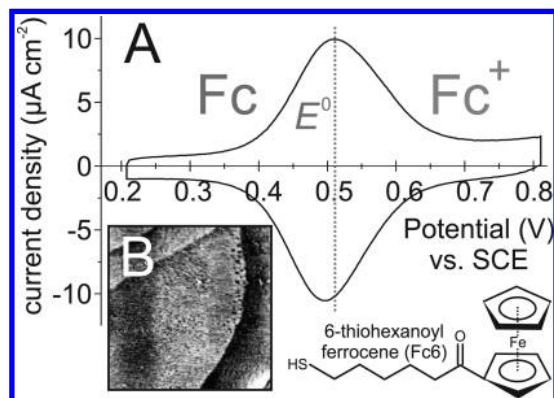 A
Fc
E⁰
Fc⁺
current density (µA cm⁻²)
10
5
0
-5
-10
0.2 0.3 0.4 0.5 0.6 0.7 0.8
Potential (V)
vs. SCE
B
6-thiohexanoyl
ferrocene (Fc6)
HS
O
Fe